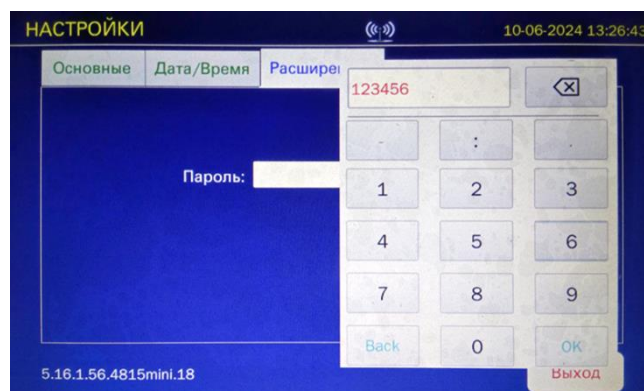 НАСТРОЙКИ 10-06-2024 13:26:43
Основные Дата/Время
Пароль:
123456
- : .
1 2 3
4 5 6
7 8 9
Back 0 OK
5.16.1.56.4815mini.18
Выход